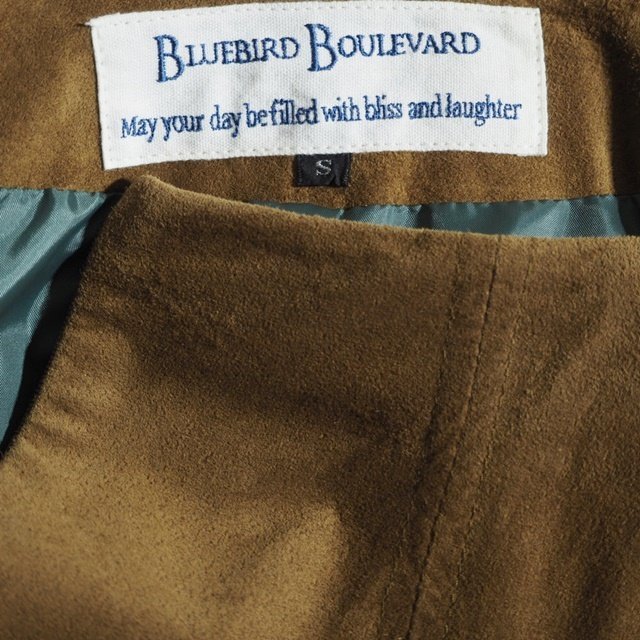 BLUEBIRD BOULEVARD
May your day be filled with bliss and laughter
S